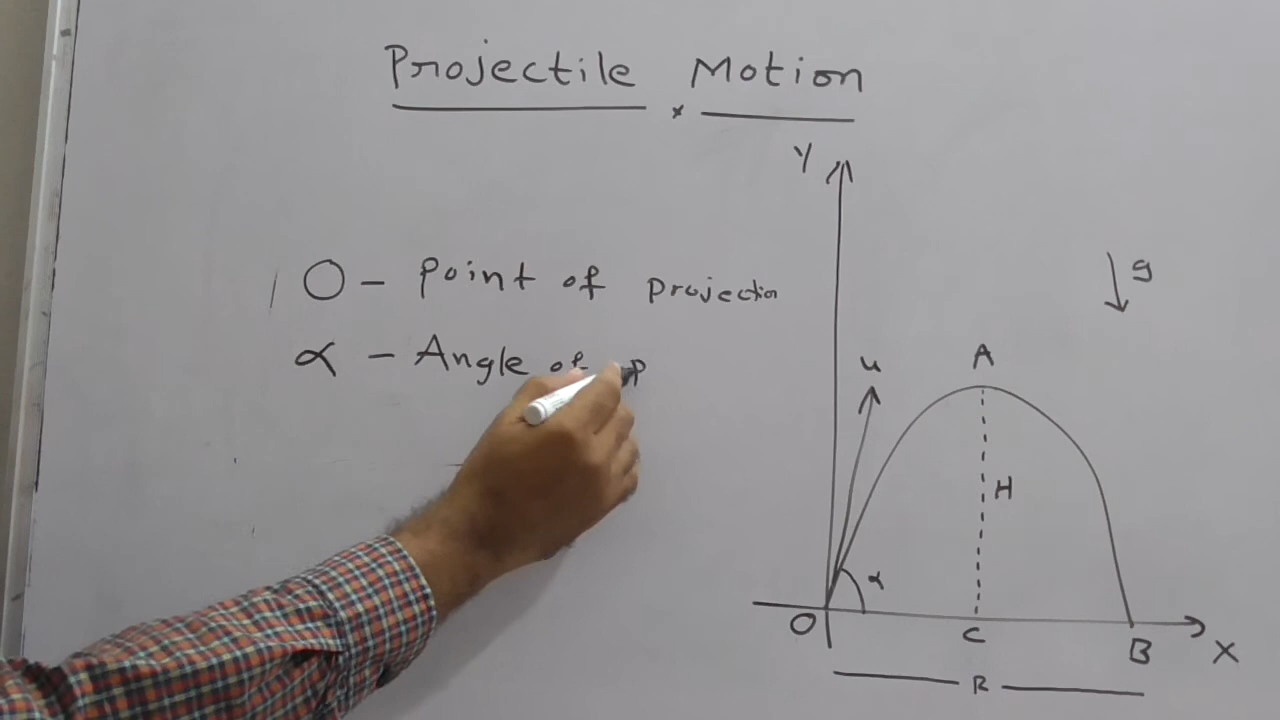 Projectile Motion
Y
O - Point of projection
g
α - Angle of p
u
A
H
α
O
C
B
X
R